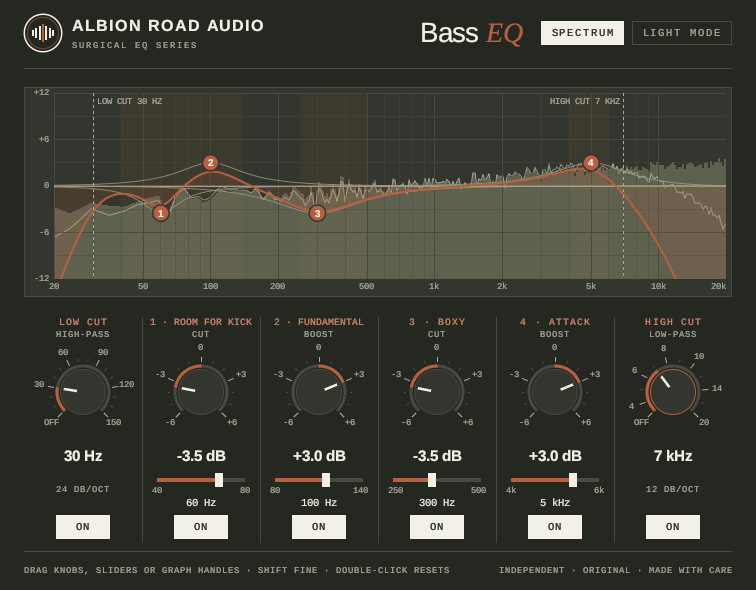 ALBION ROAD AUDIO
SURGICAL EQ SERIES
Bass EQ
SPECTRUM
LIGHT MODE
+12
+6
0
-6
-12
LOW CUT 30 HZ
HIGH CUT 7 KHZ
1
2
3
4
20 50 100 200 500 1k 2k 5k 10k 20k
LOW CUT
HIGH-PASS
OFF 30 60 90 120 150
30 Hz
24 DB/OCT
ON
1 · ROOM FOR KICK
CUT
-6 -3 0 +3 +6
-3.5 dB
40 80
60 Hz
ON
2 · FUNDAMENTAL
BOOST
-6 -3 0 +3 +6
+3.0 dB
80 140
100 Hz
ON
3 · BOXY
CUT
-6 -3 0 +3 +6
-3.5 dB
250 500
300 Hz
ON
4 · ATTACK
BOOST
-6 -3 0 +3 +6
+3.0 dB
4k 6k
5 kHz
ON
HIGH CUT
LOW-PASS
OFF 4 6 8 10 14 20
7 kHz
12 DB/OCT
ON
DRAG KNOBS, SLIDERS OR GRAPH HANDLES · SHIFT FINE · DOUBLE-CLICK RESETS
INDEPENDENT · ORIGINAL · MADE WITH CARE